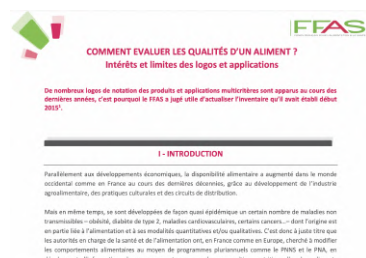 FFAS
COMMENT EVALUER LES QUALITÉS D'UN ALIMENT ?
Intérêts et limites des logos et applications
De nombreux logos de notation des produits et applications multicritères sont apparus au cours des
dernières années, c'est pourquoi le FFAS a jugé utile d'actualiser l'inventaire qu'il avait établi début
2015¹.
I - INTRODUCTION
Parallèlement aux développements économiques, la disponibilité alimentaire a augmenté dans le monde
occidental comme en France au cours des dernières décennies, grâce au développement de l'industrie
agroalimentaire, des pratiques culturales et des circuits de distribution.
Mais en même temps, se sont développées de façon quasi épidémique un certain nombre de maladies non
transmissibles – obésité, diabète de type 2, maladies cardiovasculaires, certains cancers… – dont l'origine est
en partie liée à l'alimentation et à ses modalités quantitatives et/ou qualitatives. C'est donc à juste titre que
les autorités en charge de la santé et de l'alimentation ont, en France comme en Europe, cherché à modifier
les comportements alimentaires au moyen de programmes pluriannuels comme le PNNS et le PNA, en